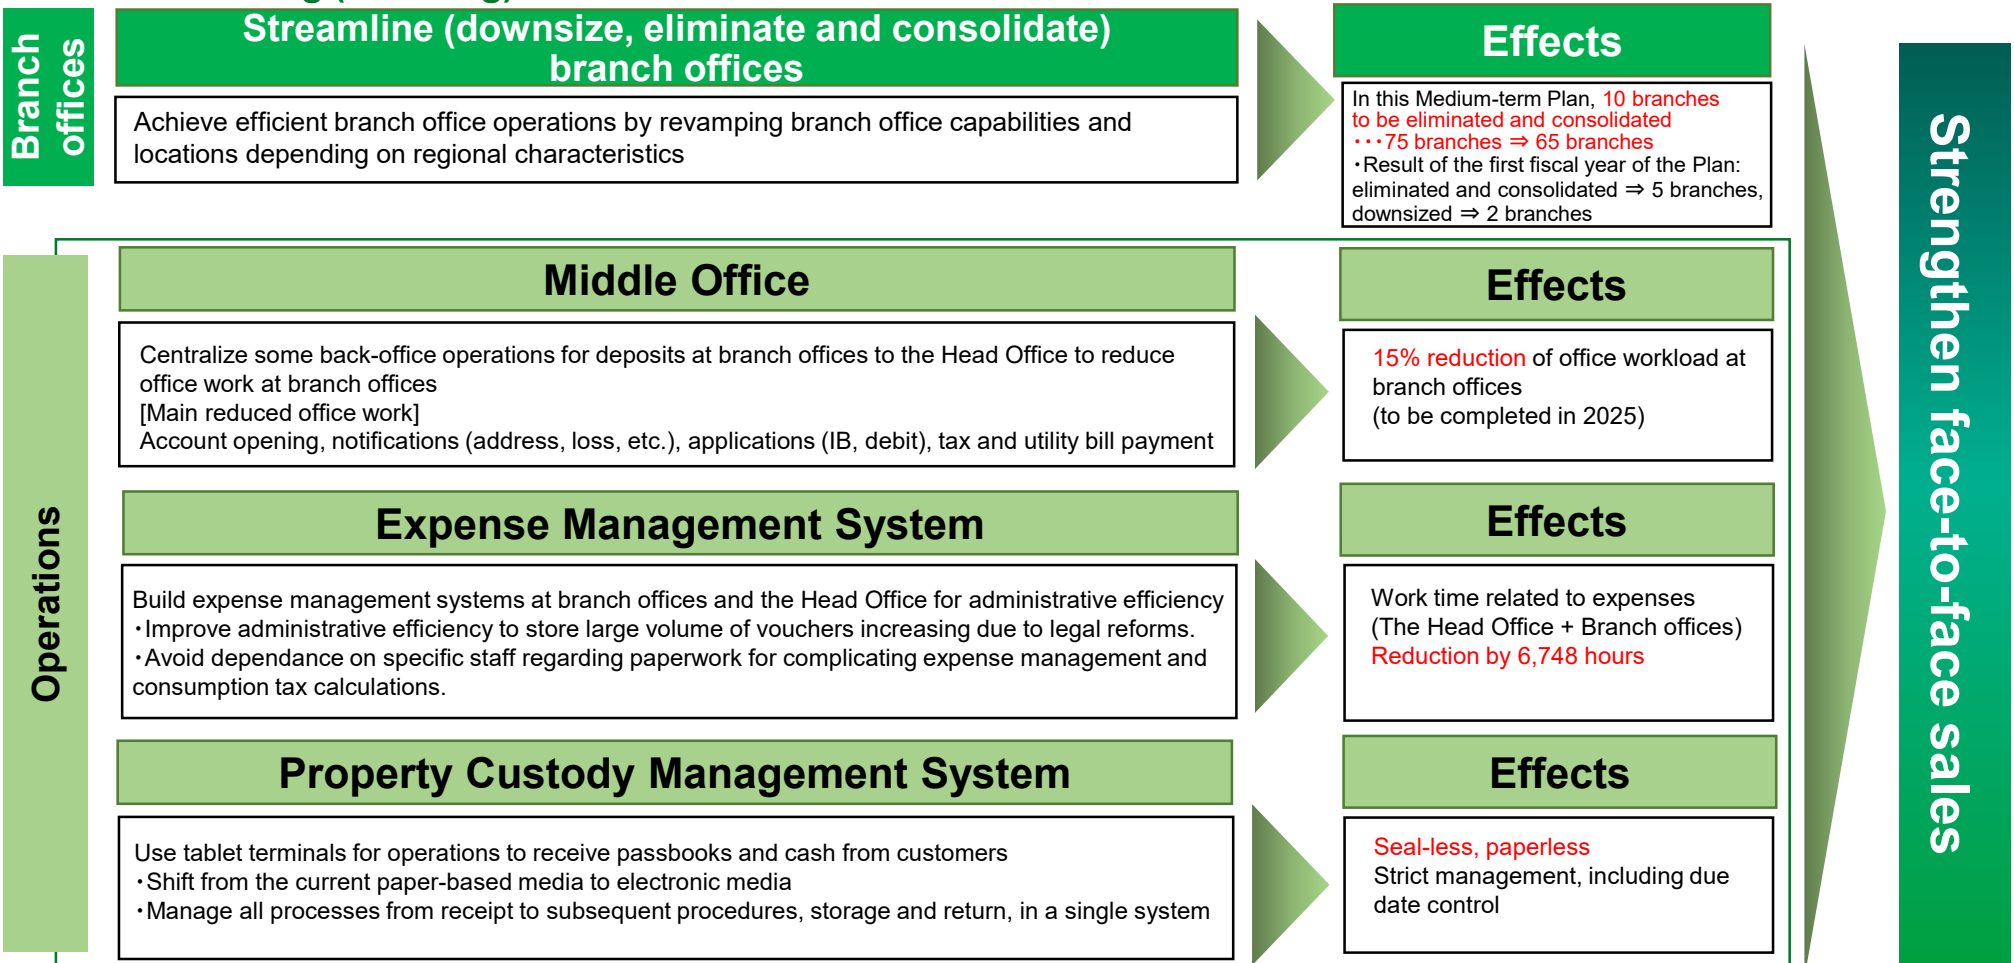 Branch
offices
Streamline (downsize, eliminate and consolidate)
branch offices
Achieve efficient branch office operations by revamping branch office capabilities and
locations depending on regional characteristics
Effects
In this Medium-term Plan, 10 branches
to be eliminated and consolidated
･･･75 branches ⇒ 65 branches
･Result of the first fiscal year of the Plan:
eliminated and consolidated ⇒ 5 branches,
downsized ⇒ 2 branches
Operations
Middle Office
Centralize some back-office operations for deposits at branch offices to the Head Office to reduce
office work at branch offices
[Main reduced office work]
Account opening, notifications (address, loss, etc.), applications (IB, debit), tax and utility bill payment
Effects
15% reduction of office workload at
branch offices
(to be completed in 2025)
Expense Management System
Build expense management systems at branch offices and the Head Office for administrative efficiency
･Improve administrative efficiency to store large volume of vouchers increasing due to legal reforms.
･Avoid dependance on specific staff regarding paperwork for complicating expense management and
consumption tax calculations.
Effects
Work time related to expenses
(The Head Office + Branch offices)
Reduction by 6,748 hours
Property Custody Management System
Use tablet terminals for operations to receive passbooks and cash from customers
･Shift from the current paper-based media to electronic media
･Manage all processes from receipt to subsequent procedures, storage and return, in a single system
Effects
Seal-less, paperless
Strict management, including due
date control
Strengthen face-to-face sales